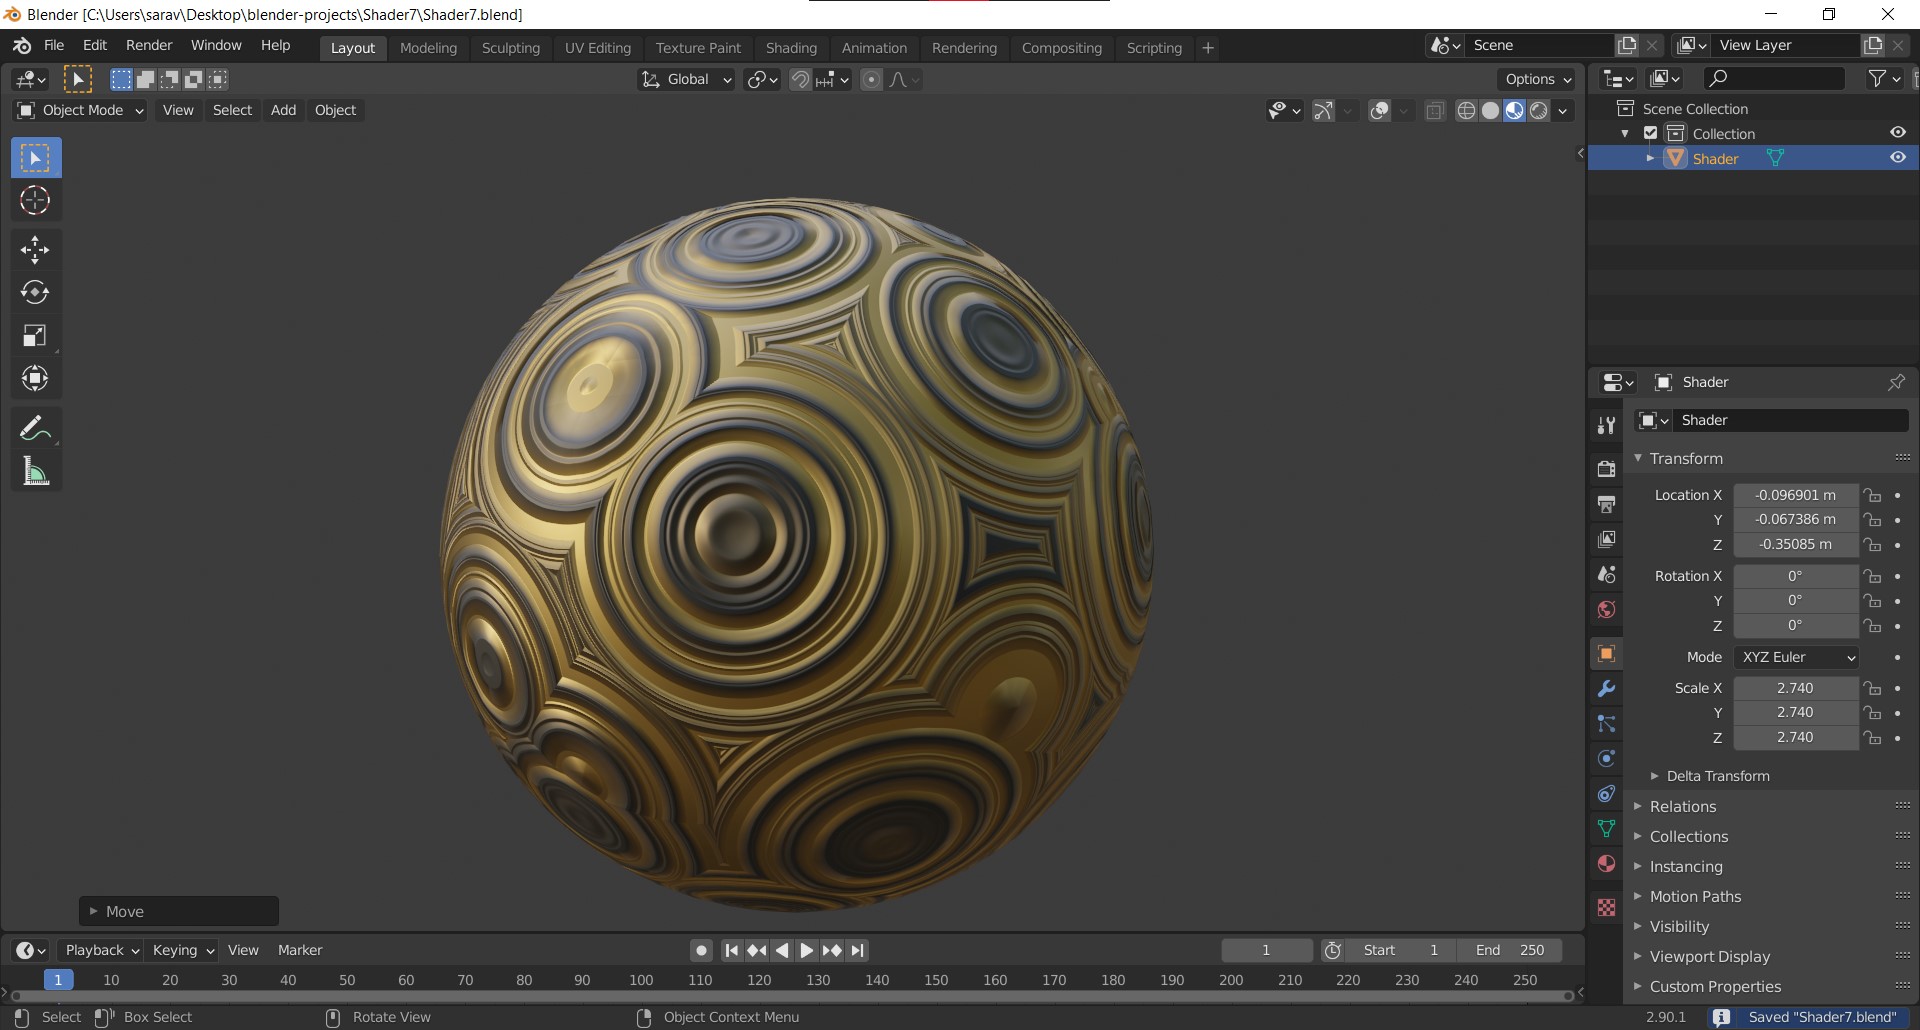 Blender [C:\Users\sarav\Desktop\blender-projects\Shader7\Shader7.blend]
File Edit Render Window Help Layout Modeling Sculpting UV Editing Texture Paint Shading Animation Rendering Compositing Scripting + Scene View Layer
Global Options
Object Mode View Select Add Object
Scene Collection
Collection
Shader
Shader
Shader
Transform
Location X -0.096901 m
Y -0.067386 m
Z -0.35085 m
Rotation X 0°
Y 0°
Z 0°
Mode XYZ Euler
Scale X 2.740
Y 2.740
Z 2.740
Delta Transform
Relations
Collections
Instancing
Motion Paths
Visibility
Viewport Display
Custom Properties
Move
Playback Keying View Marker 1 Start 1 End 250
1 10 20 30 40 50 60 70 80 90 100 110 120 130 140 150 160 170 180 190 200 210 220 230 240 250
Select Box Select Rotate View Object Context Menu 2.90.1 Saved "Shader7.blend"